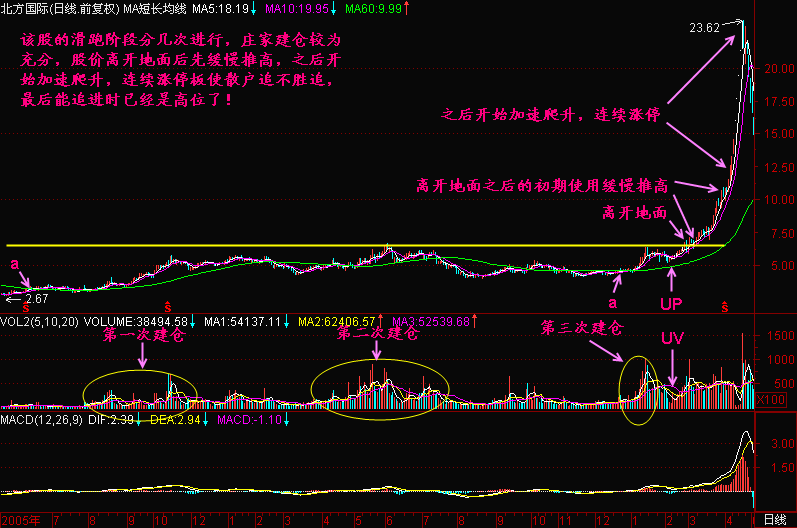 北方国际(日线.前复权) MA短长均线 MA5:18.19↓ MA10:19.95↓ MA60:9.99↑
该股的滑跑阶段分几次进行，庄家建仓较为
充分，股价离开地面后先缓慢推高，之后开
始加速爬升，连续涨停板使散户追不胜追，
最后能追进时已经是高位了！
23.62
20.00
17.50
之后开始加速爬升，连续涨停
15.00
12.50
离开地面之后的初期使用缓慢推高
10.00
离开地面
7.50
a
5.00
2.67
a
UP
ŝ
ŝ
ŝ
VOL2(5,10,20) VOLUME:38494.58↓ MA1:54137.11↓ MA2:62406.57↑ MA3:52539.68↑
第一次建仓
第二次建仓
第三次建仓
UV
1500
1000
500
X100
MACD(12,26,9) DIF:2.39↓ DEA:2.94↓ MACD:-1.10↓
3.00
1.50
2005年 7 8 9 10 11 12 1 2 3 4 5 6 7 8 9 10 11 12 1 2 3 4 日线